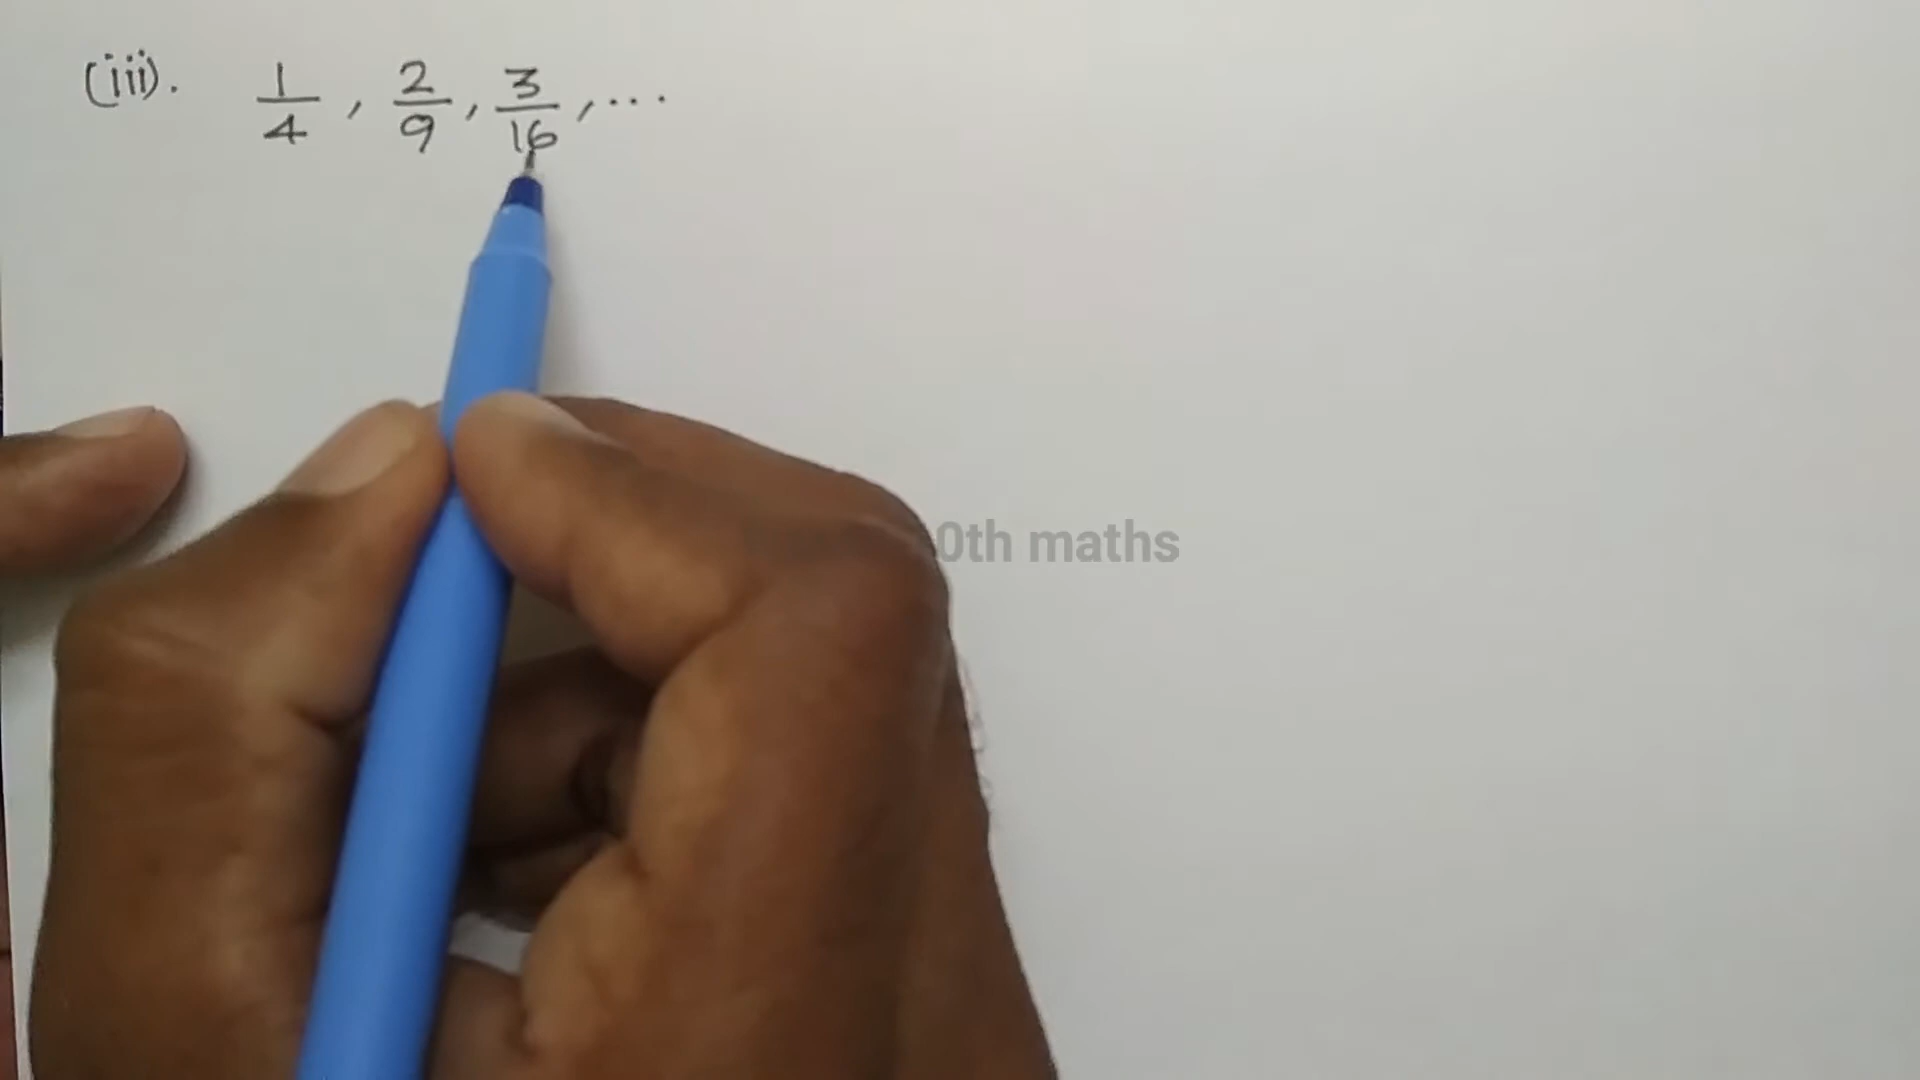 (iii). 1/4 , 2/9 , 3/16 , ...
0th maths